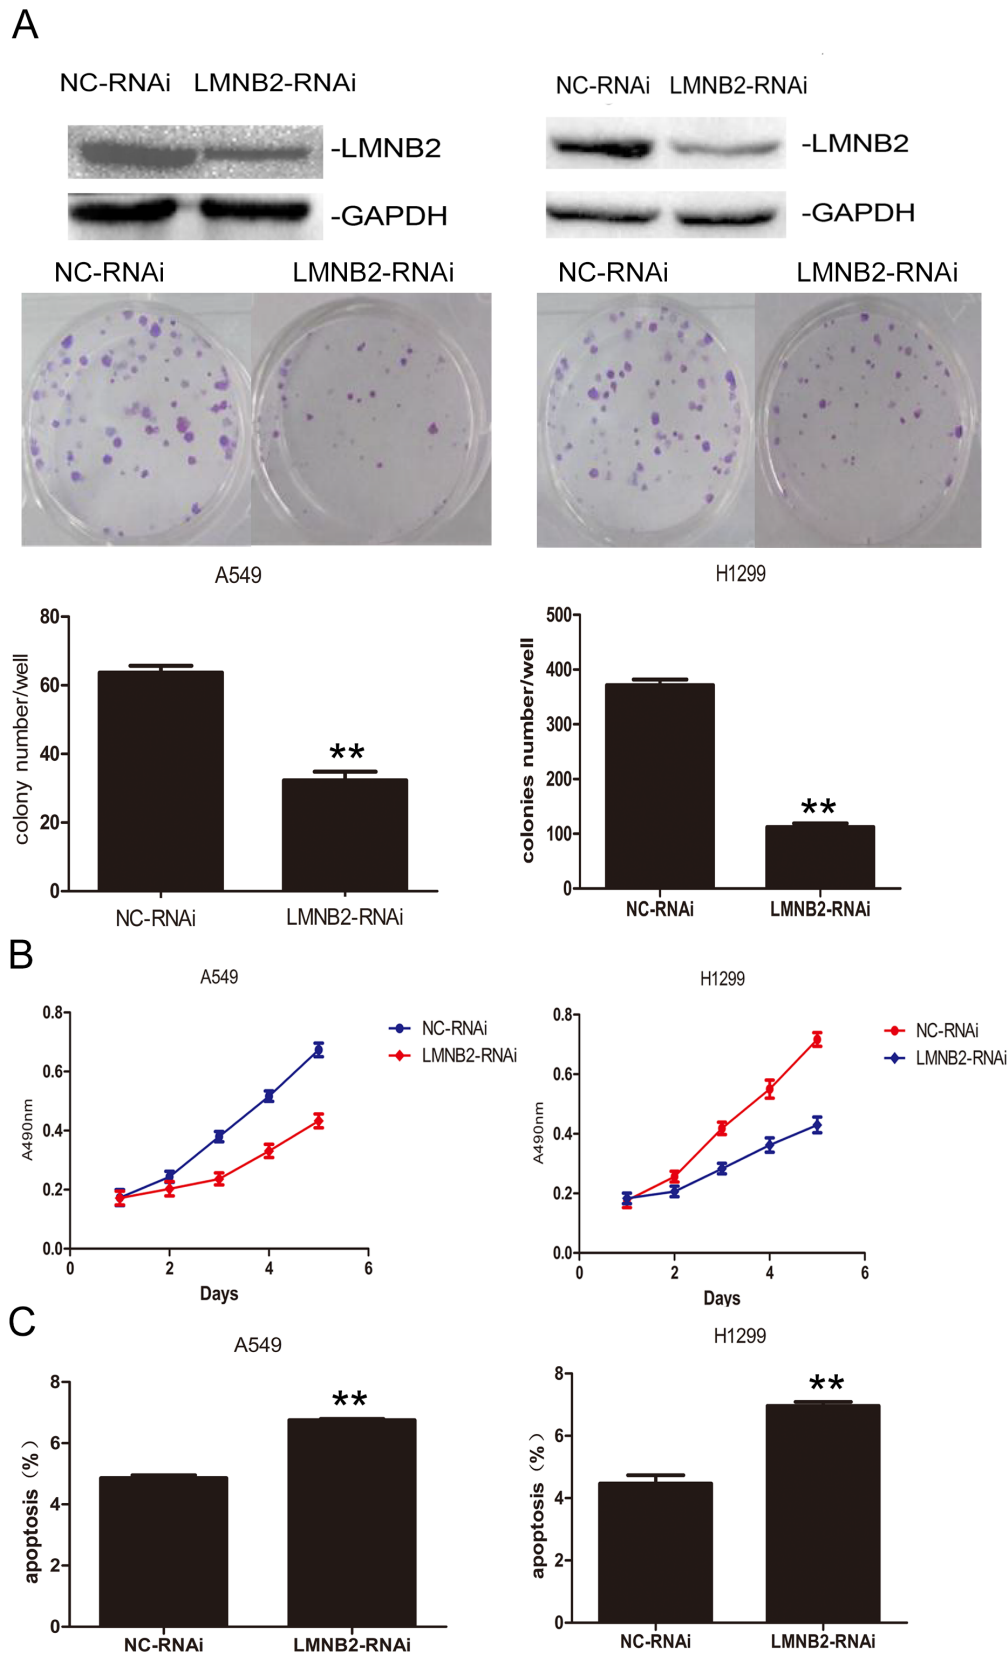 A
NC-RNAi LMNB2-RNAi
-LMNB2
-GAPDH
NC-RNAi LMNB2-RNAi
-LMNB2
-GAPDH
NC-RNAi LMNB2-RNAi
NC-RNAi LMNB2-RNAi
A549
colony number/well
80
60
40
20
0
**
NC-RNAi LMNB2-RNAi
H1299
colonies number/well
500
400
300
200
100
0
**
NC-RNAi LMNB2-RNAi
B
A549
A490nm
0.8
0.6
0.4
0.2
0.0
0 2 4 6
Days
NC-RNAi
LMNB2-RNAi
H1299
A490nm
0.8
0.6
0.4
0.2
0.0
0 2 4 6
Days
NC-RNAi
LMNB2-RNAi
C
A549
apoptosis (%)
8
6
4
2
0
**
NC-RNAi LMNB2-RNAi
H1299
apoptosis (%)
8
6
4
2
0
**
NC-RNAi LMNB2-RNAi